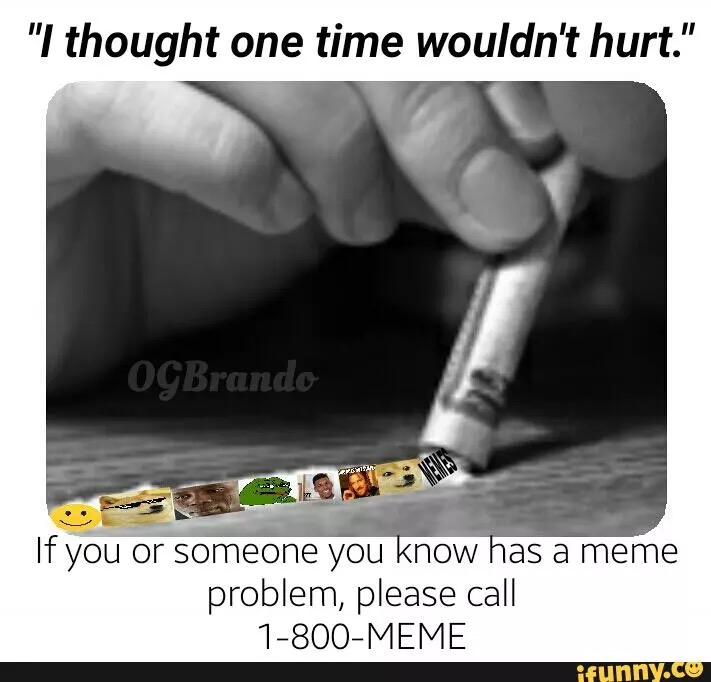 "I thought one time wouldn't hurt."
OGBrando
MEMES
If you or someone you know has a meme
problem, please call
1-800-MEME
ifunny.co